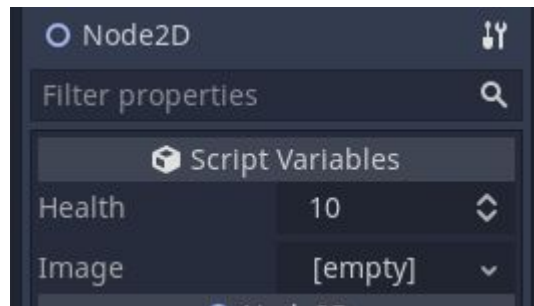 Node2D
Filter properties
Script Variables
Health 10
Image [empty]